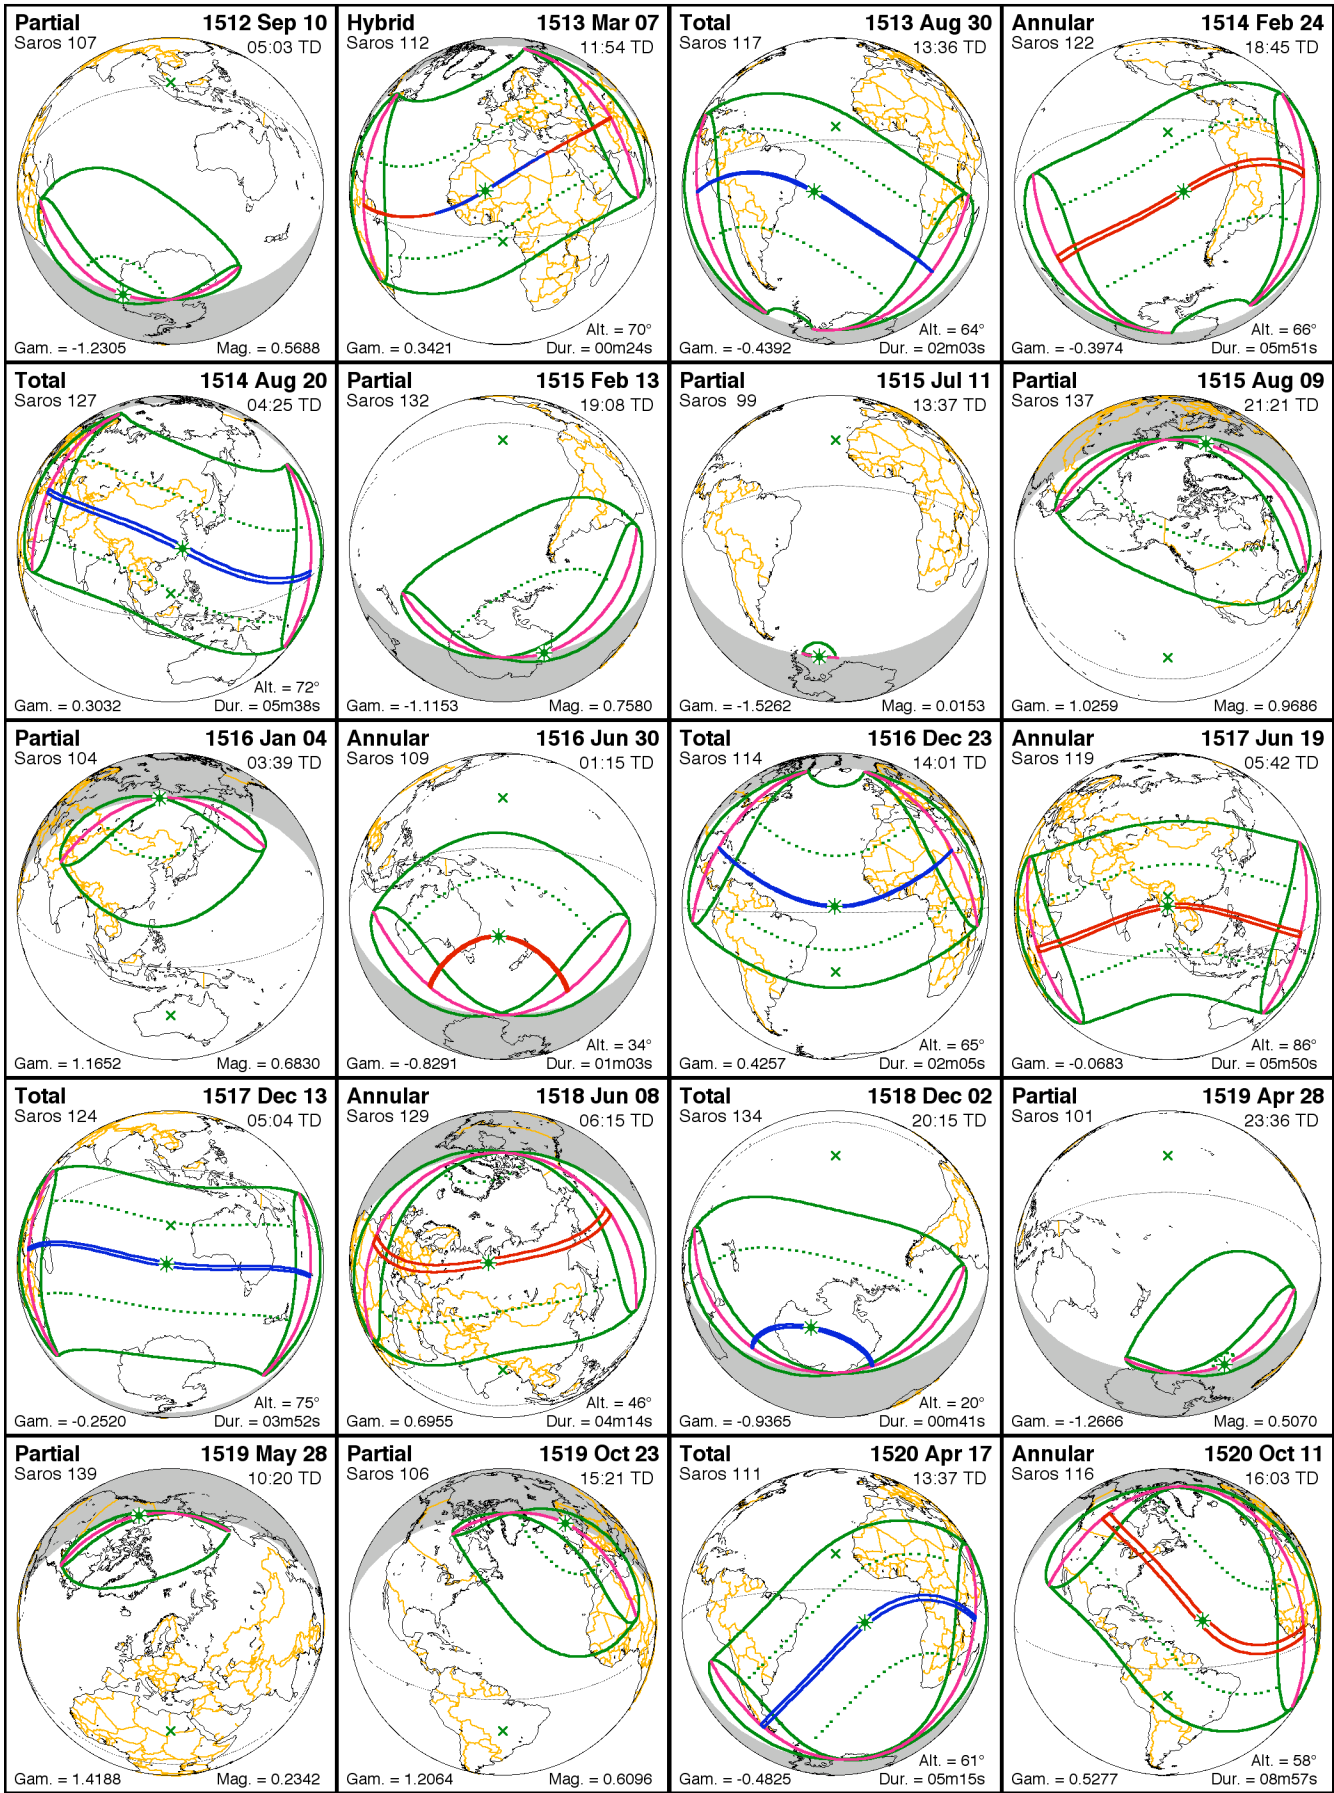 Partial 1512 Sep 10
Saros 107 05:03 TD
Gam. = -1.2305 Mag. = 0.5688
Hybrid 1513 Mar 07
Saros 112 11:54 TD
Alt. = 70°
Gam. = 0.3421 Dur. = 00m24s
Total 1513 Aug 30
Saros 117 13:36 TD
Alt. = 64°
Gam. = -0.4392 Dur. = 02m03s
Annular 1514 Feb 24
Saros 122 18:45 TD
Alt. = 66°
Gam. = -0.3974 Dur. = 05m51s
Total 1514 Aug 20
Saros 127 04:25 TD
Alt. = 72°
Gam. = 0.3032 Dur. = 05m38s
Partial 1515 Feb 13
Saros 132 19:08 TD
Gam. = -1.1153 Mag. = 0.7580
Partial 1515 Jul 11
Saros 99 13:37 TD
Gam. = -1.5262 Mag. = 0.0153
Partial 1515 Aug 09
Saros 137 21:21 TD
Gam. = 1.0259 Mag. = 0.9686
Partial 1516 Jan 04
Saros 104 03:39 TD
Gam. = 1.1652 Mag. = 0.6830
Annular 1516 Jun 30
Saros 109 01:15 TD
Alt. = 34°
Gam. = -0.8291 Dur. = 01m03s
Total 1516 Dec 23
Saros 114 14:01 TD
Alt. = 65°
Gam. = 0.4257 Dur. = 02m05s
Annular 1517 Jun 19
Saros 119 05:42 TD
Alt. = 86°
Gam. = -0.0683 Dur. = 05m50s
Total 1517 Dec 13
Saros 124 05:04 TD
Alt. = 75°
Gam. = -0.2520 Dur. = 03m52s
Annular 1518 Jun 08
Saros 129 06:15 TD
Alt. = 46°
Gam. = 0.6955 Dur. = 04m14s
Total 1518 Dec 02
Saros 134 20:15 TD
Alt. = 20°
Gam. = -0.9365 Dur. = 00m41s
Partial 1519 Apr 28
Saros 101 23:36 TD
Gam. = -1.2666 Mag. = 0.5070
Partial 1519 May 28
Saros 139 10:20 TD
Gam. = 1.4188 Mag. = 0.2342
Partial 1519 Oct 23
Saros 106 15:21 TD
Gam. = 1.2064 Mag. = 0.6096
Total 1520 Apr 17
Saros 111 13:37 TD
Alt. = 61°
Gam. = -0.4825 Dur. = 05m15s
Annular 1520 Oct 11
Saros 116 16:03 TD
Alt. = 58°
Gam. = 0.5277 Dur. = 08m57s